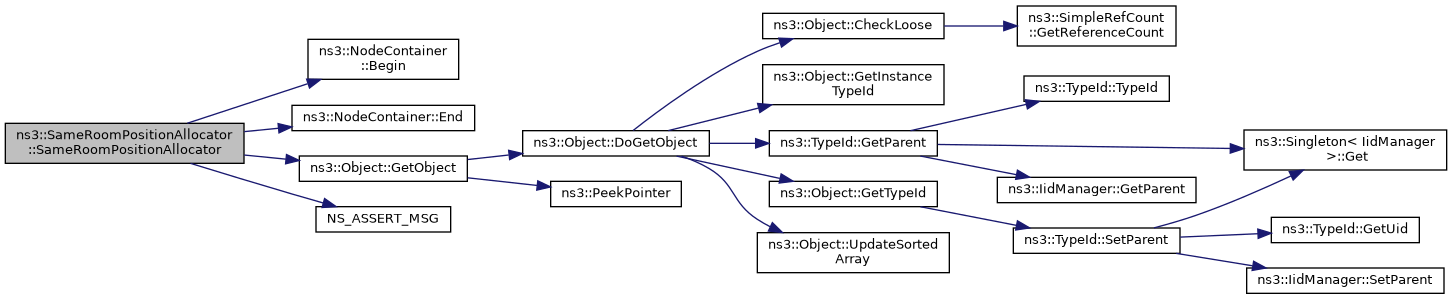 ns3::SameRoomPositionAllocator
::SameRoomPositionAllocator
ns3::NodeContainer
::Begin
ns3::NodeContainer::End
ns3::Object::GetObject
NS_ASSERT_MSG
ns3::Object::DoGetObject
ns3::PeekPointer
ns3::Object::CheckLoose
ns3::Object::GetInstance
TypeId
ns3::TypeId::GetParent
ns3::Object::GetTypeId
ns3::Object::UpdateSorted
Array
ns3::SimpleRefCount
::GetReferenceCount
ns3::TypeId::TypeId
ns3::IidManager::GetParent
ns3::TypeId::SetParent
ns3::Singleton< IidManager
>::Get
ns3::TypeId::GetUid
ns3::IidManager::SetParent